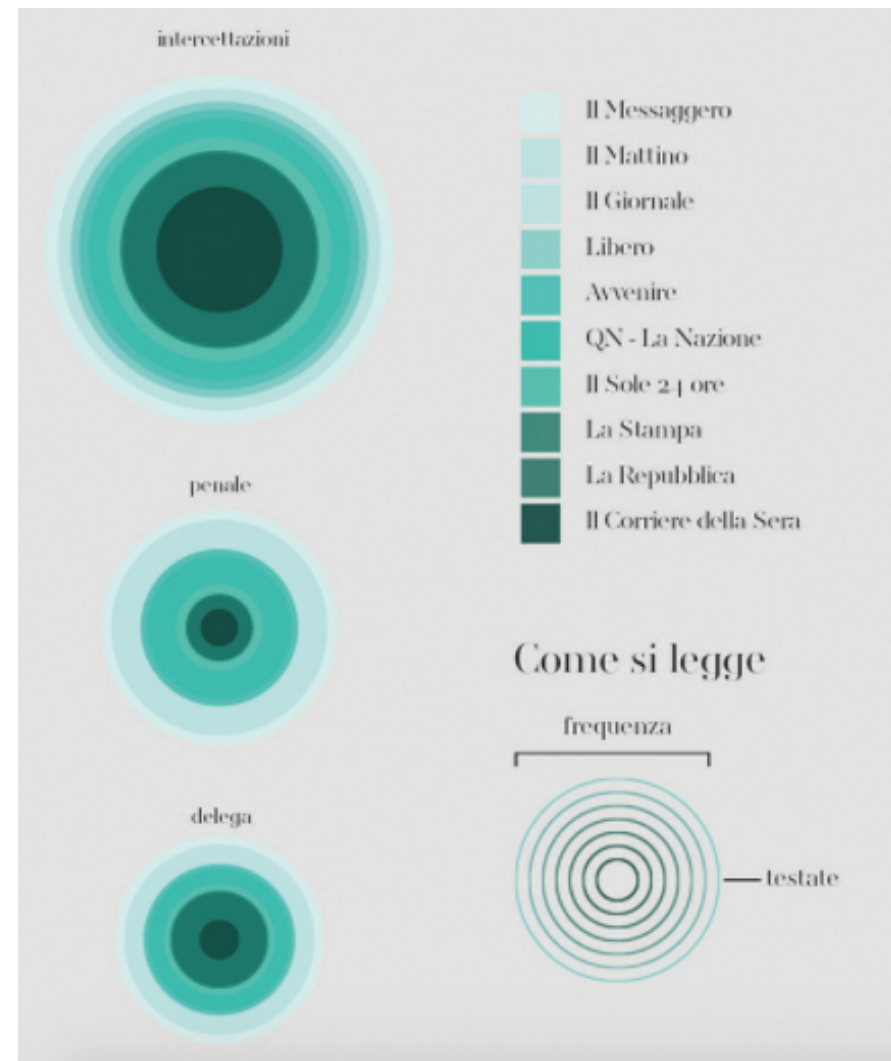 intercettazioni
Il Messaggero
Il Mattino
Il Giornale
Libero
Avvenire
QN - La Nazione
Il Sole 24 ore
La Stampa
La Repubblica
Il Corriere della Sera
penale
Come si legge
frequenza
testate
delega